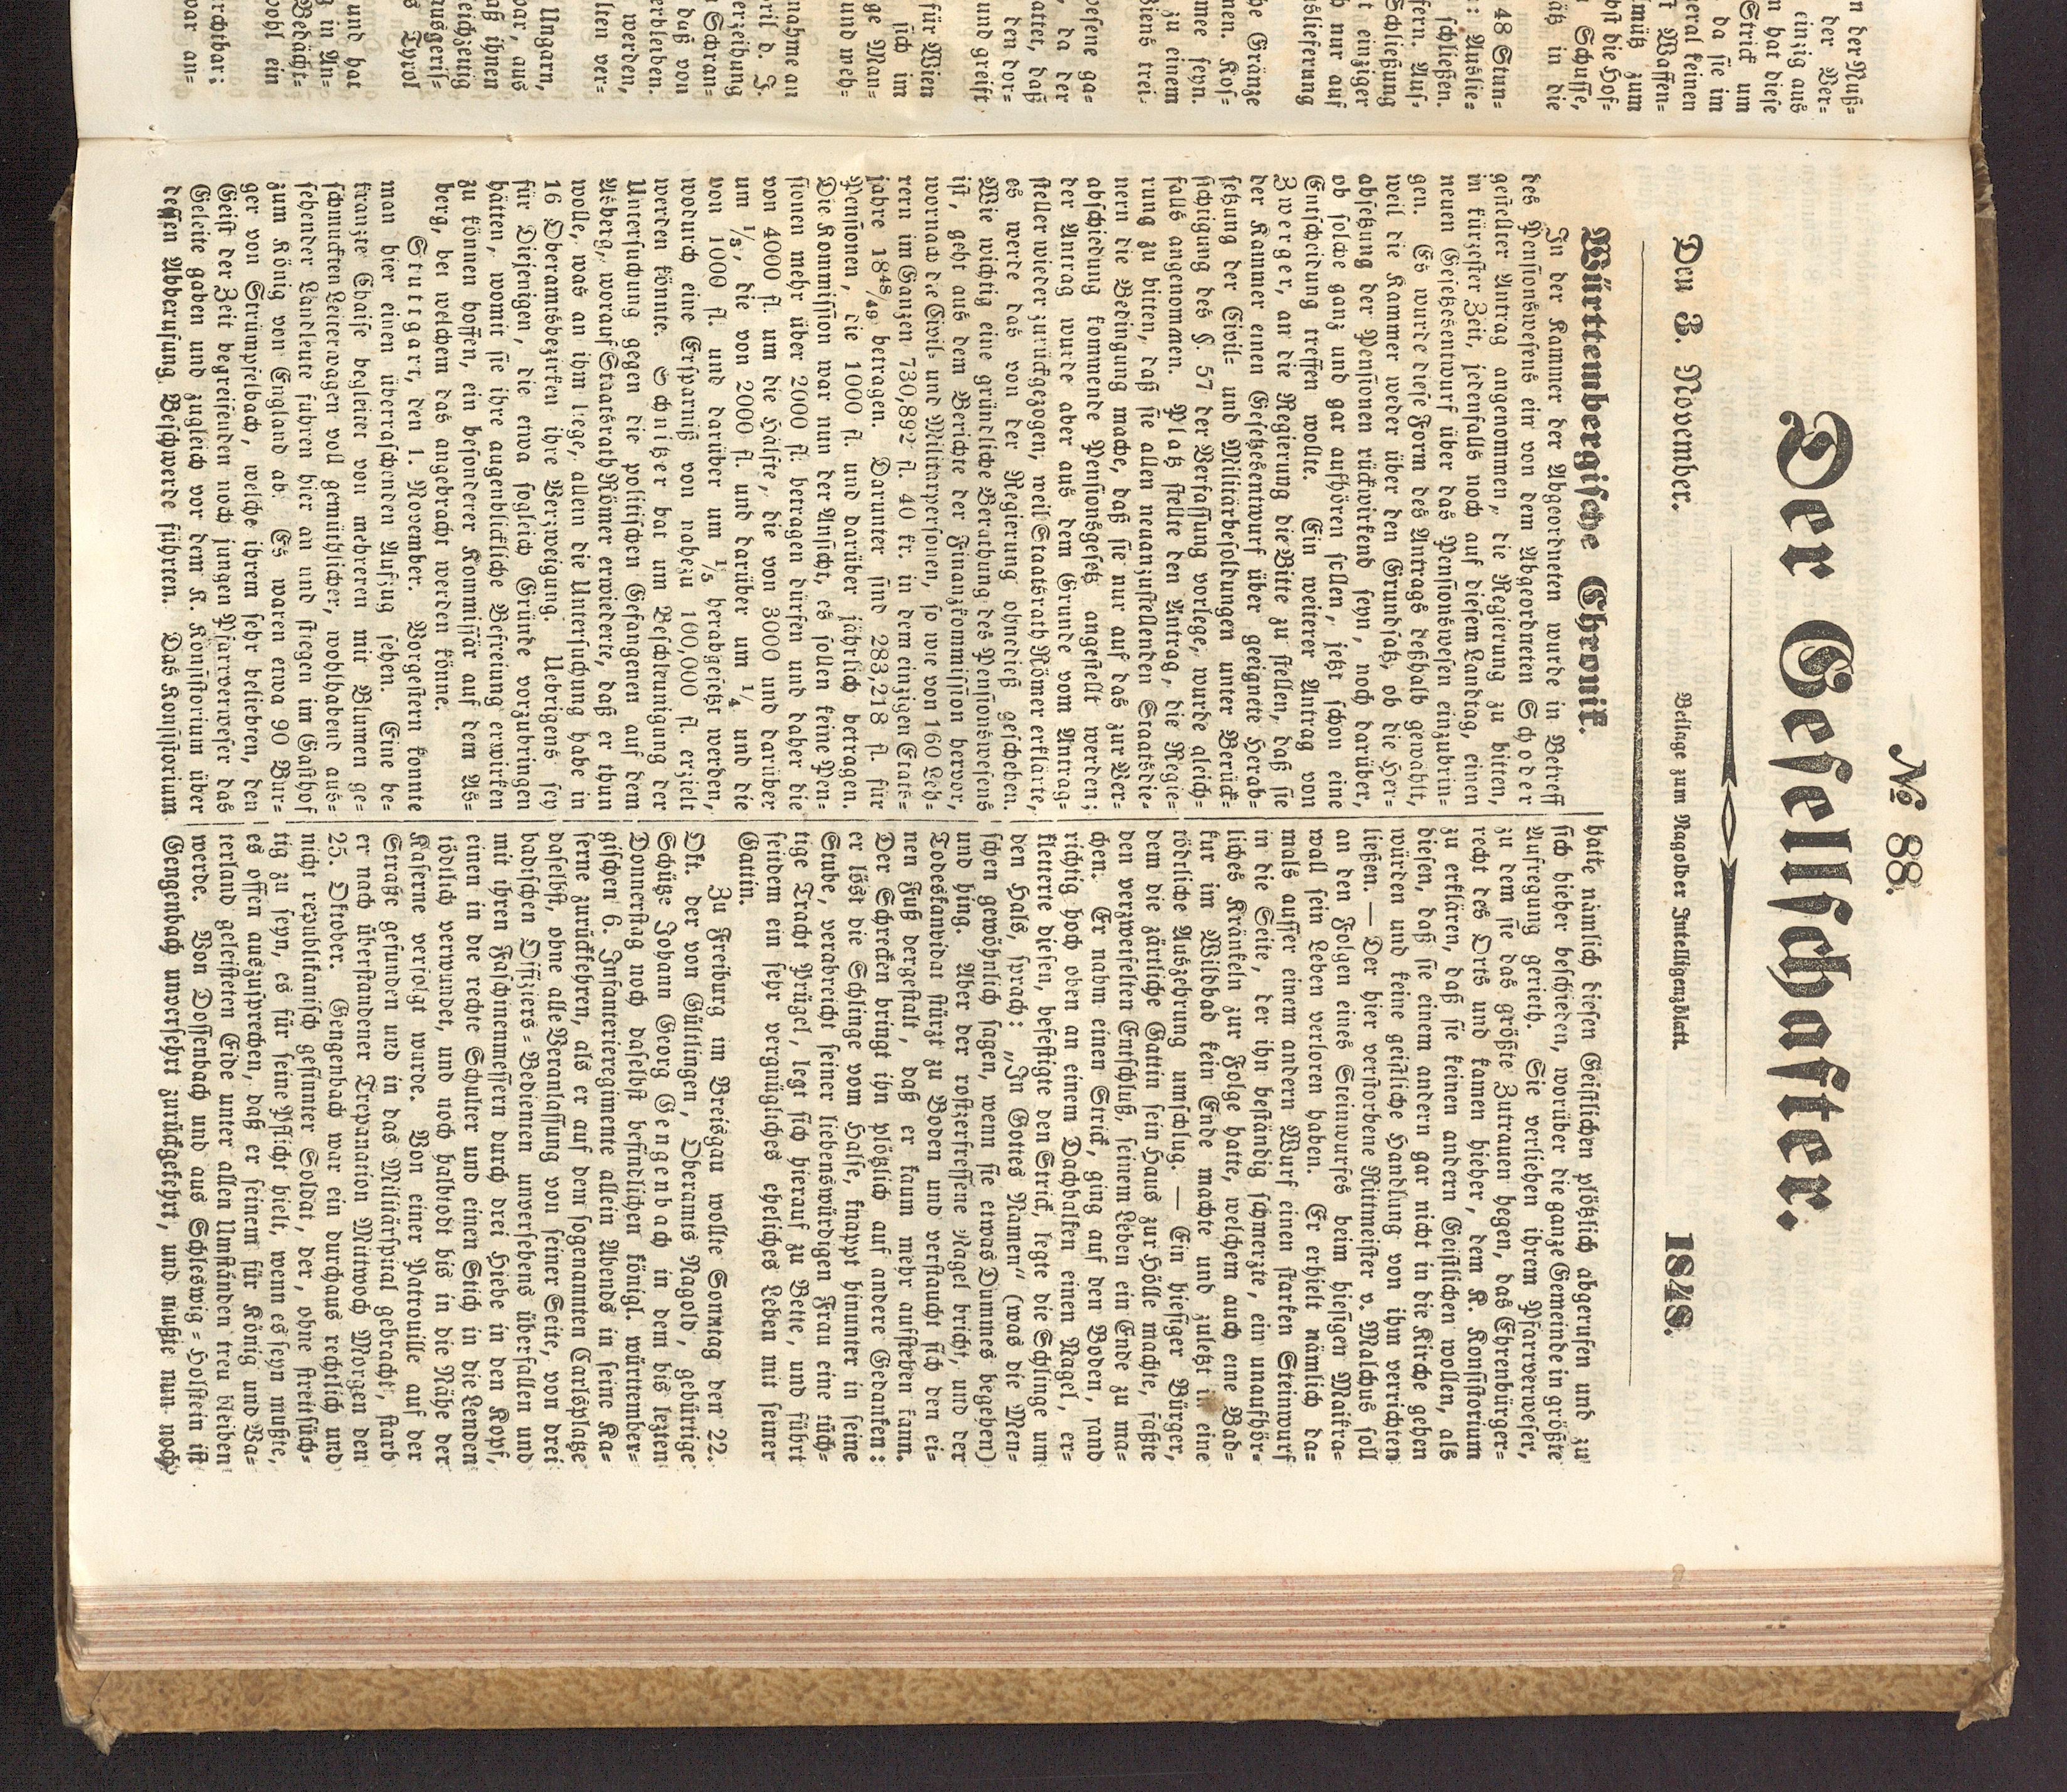 № 88.
Der Gesellschafter.
Beilage zum Nagolder Intelligenzblatt.
Den 3. November.
1848.
Württembergische Chronik.
In der Kammer der Abgeordneten wurde in Betreff
des Pensionswesens ein von dem Abgeordneten Schoder
gestellter Antrag angenommen, die Regierung zu bitten,
in kürzester Zeit, jedenfalls noch auf diesem Landtag, einen
neuen Gesetzesentwurf über das Pensionswesen einzubrin-
gen. Es wurde diese Form des Antrags deßhalb gewählt,
weil die Kammer weder über den Grundsatz, ob die Her-
absetzung der Pensionen rückwirkend seyn, noch darüber,
ob solche ganz und gar aufhören sollen, jetzt schon eine
Entscheidung treffen wollte. Ein weiterer Antrag von
Zwerger, an die Regierung die Bitte zu stellen, daß sie
der Kammer einen Gesetzesentwurf über geeignete Herab-
setzung der Civil- und Militärbesoldungen unter Berück-
sichtigung des §. 57 der Verfassung vorlege, wurde gleich-
falls angenommen. Platz stellte den Antrag, die Regie-
rung zu bitten, daß sie allen neuanzustellenden Staatsdie-
nern die Bedingung mache, daß sie nur auf das zur Ver-
abschiedung kommende Pensionsgesetz angestellt werden;
der Antrag wurde aber aus dem Grunde vom Antrag-
steller wieder zurückgezogen, weil Staatsrath Römer erklärte,
es werde das von der Regierung ohnedieß geschehen.
Wie wichtig eine gründliche Berathung des Pensionswesens
ist, geht aus dem Berichte der Finanzkommission hervor,
wornach die Civil- und Militärpersonen, so wie von 160 Leh-
rern im Ganzen 730,892 fl. 40 kr. in dem einzigen Etats-
jahre 18⁴⁸/₄₉ betragen. Darunter sind 283,218 fl. für
Pensionen, die 1000 fl. und darüber jährlich betragen.
Die Kommission war nun der Ansicht, es sollen keine Pen-
sionen mehr über 2000 fl. betragen dürfen und daher die
von 4000 fl. um die Hälfte, die von 3000 und darüber
um ¹/₃, die von 2000 fl. und darüber um ¹/₄ und die
von 1000 fl. und darüber um ¹/₅ herabgesetzt werden,
wodurch eine Ersparniß von nahezu 100,000 fl. erzielt
werden könnte. Schnitzer bat um Beschleunigung der
Untersuchung gegen die politischen Gefangenen auf dem
Asberg, worauf Staatsrath Römer erwiederte, daß er thun
wolle, was an ihm liege, allein die Untersuchung habe in
16 Oberamtsbezirken ihre Verzweigung. Uebrigens sey
für Diejenigen, die etwa sogleich Gründe vorzubringen
hätten, womit sie ihre augenblickliche Befreiung erwirken
zu können hoffen, ein besonderer Kommissär auf dem As-
berg, bei welchem das angebracht werden könne.
Stuttgart, den 1. November. Vorgestern konnte
man hier einen überraschenden Aufzug sehen. Eine be-
kränzte Chaise begleitet von mehreren mit Blumen ge-
schmückten Leiterwagen voll gemüthlicher, wohlhabend aus-
sehender Landleute fuhren hier an und stiegen im Gasthof
zum König von England ab. Es waren etwa 90 Bür-
ger von Strümpfelbach, welche ihrem sehr beliebten, den
Geist der Zeit begreifenden noch jungen Pfarrverweser das
Geleite gaben und zugleich vor dem K. Konsistorium über
dessen Abberufung Beschwerde führten. Das Konsistorium
hatte nämlich diesen Geistlichen plötzlich abgerufen und zu
sich hieher beschieden, worüber die ganze Gemeinde in größte
Aufregung gerieth. Sie verliehen ihrem Pfarrverweser,
zu dem sie das größte Zutrauen hegen, das Ehrenbürger-
recht des Orts und kamen hieher, dem K. Konsistorium
zu erklären, daß sie keinen andern Geistlichen wollen, als
diesen, daß sie einem andern gar nicht in die Kirche gehen
würden und keine geistliche Handlung von ihm verrichten
ließen. — Der hier verstorbene Rittmeister v. Malchus soll
an den Folgen eines Steinwurfes beim hiesigen Maikra-
wall sein Leben verloren haben. Er erhielt nämlich da-
mals ausser einem andern Wurf einen starken Steinwurf
in die Seite, der ihn beständig schmerzte, ein unaufhör-
liches Kränkeln zur Folge hatte, welchem auch eine Bad-
kur im Wildbad kein Ende machte und zuletzt in eine
tödtliche Auszehrung umschlug. — Ein hiesiger Bürger,
dem die zärtliche Gattin sein Haus zur Hölle machte, faßte
den verzweifelten Entschluß, seinem Leben ein Ende zu ma-
chen. Er nahm einen Strick, ging auf den Boden, fand
richtig hoch oben an einem Dachbalken einen Nagel, er-
kletterte diesen, befestigte den Strick, legte die Schlinge um
den Hals, sprach: „In Gottes Namen“ (was die Men-
schen gewöhnlich sagen, wenn sie etwas Dummes begehen)
und hing. Aber der rostzerfressene Nagel bricht, und der
Todeskandidat stürzt zu Boden und verstaucht sich den ei-
nen Fuß dergestalt, daß er kaum mehr aufstehen kann.
Der Schrecken bringt ihn plötzlich auf andere Gedanken:
er löst die Schlinge vom Halse, knappt hinunter in seine
Stube, verabreicht seiner liebenswürdigen Frau eine tüch-
tige Tracht Prügel, legt sich hierauf zu Bette, und führt
seitdem ein sehr vergnügliches eheliches Leben mit seiner
Gattin.
Zu Freiburg im Breisgau wollte Sonntag den 22.
Okt. der von Gültlingen, Oberamts Nagold, gebürtige
Schütze Johann Georg Gengenbach in dem bis lezten
Donnerstag noch daselbst befindlichen königl. württember-
gischen 6. Infanterieregimente allein Abends in seine Ka-
serne zurückkehren, als er auf dem sogenannten Carlsplatze
daselbst, ohne alle Veranlassung von seiner Seite, von drei
badischen Offiziers-Bedienten unversehens überfallen und
mit ihren Faschinenmessern durch drei Hiebe in den Kopf,
einen in die rechte Schulter und einen Stich in die Lenden
tödtlich verwundet, und noch halbtodt bis in die Nähe der
Kaserne verfolgt wurde. Von einer Patrouille auf der
Straße gefunden und in das Militärspital gebracht, starb
er nach überstandener Trepanation Mittwoch Morgen den
25. Oktober. Gengenbach war ein durchaus rechtlich und
nicht republikanisch gesinnter Soldat, der, ohne streitsüch-
tig zu seyn, es für seine Pflicht hielt, wenn es seyn mußte,
es offen auszusprechen, daß er seinem für König und Va-
terland geleisteten Eide unter allen Umständen treu bleiben
werde. Von Dossenbach und aus Schleswig-Holstein ist
Gengenbach unversehrt zurückgekehrt, und mußte nun noch